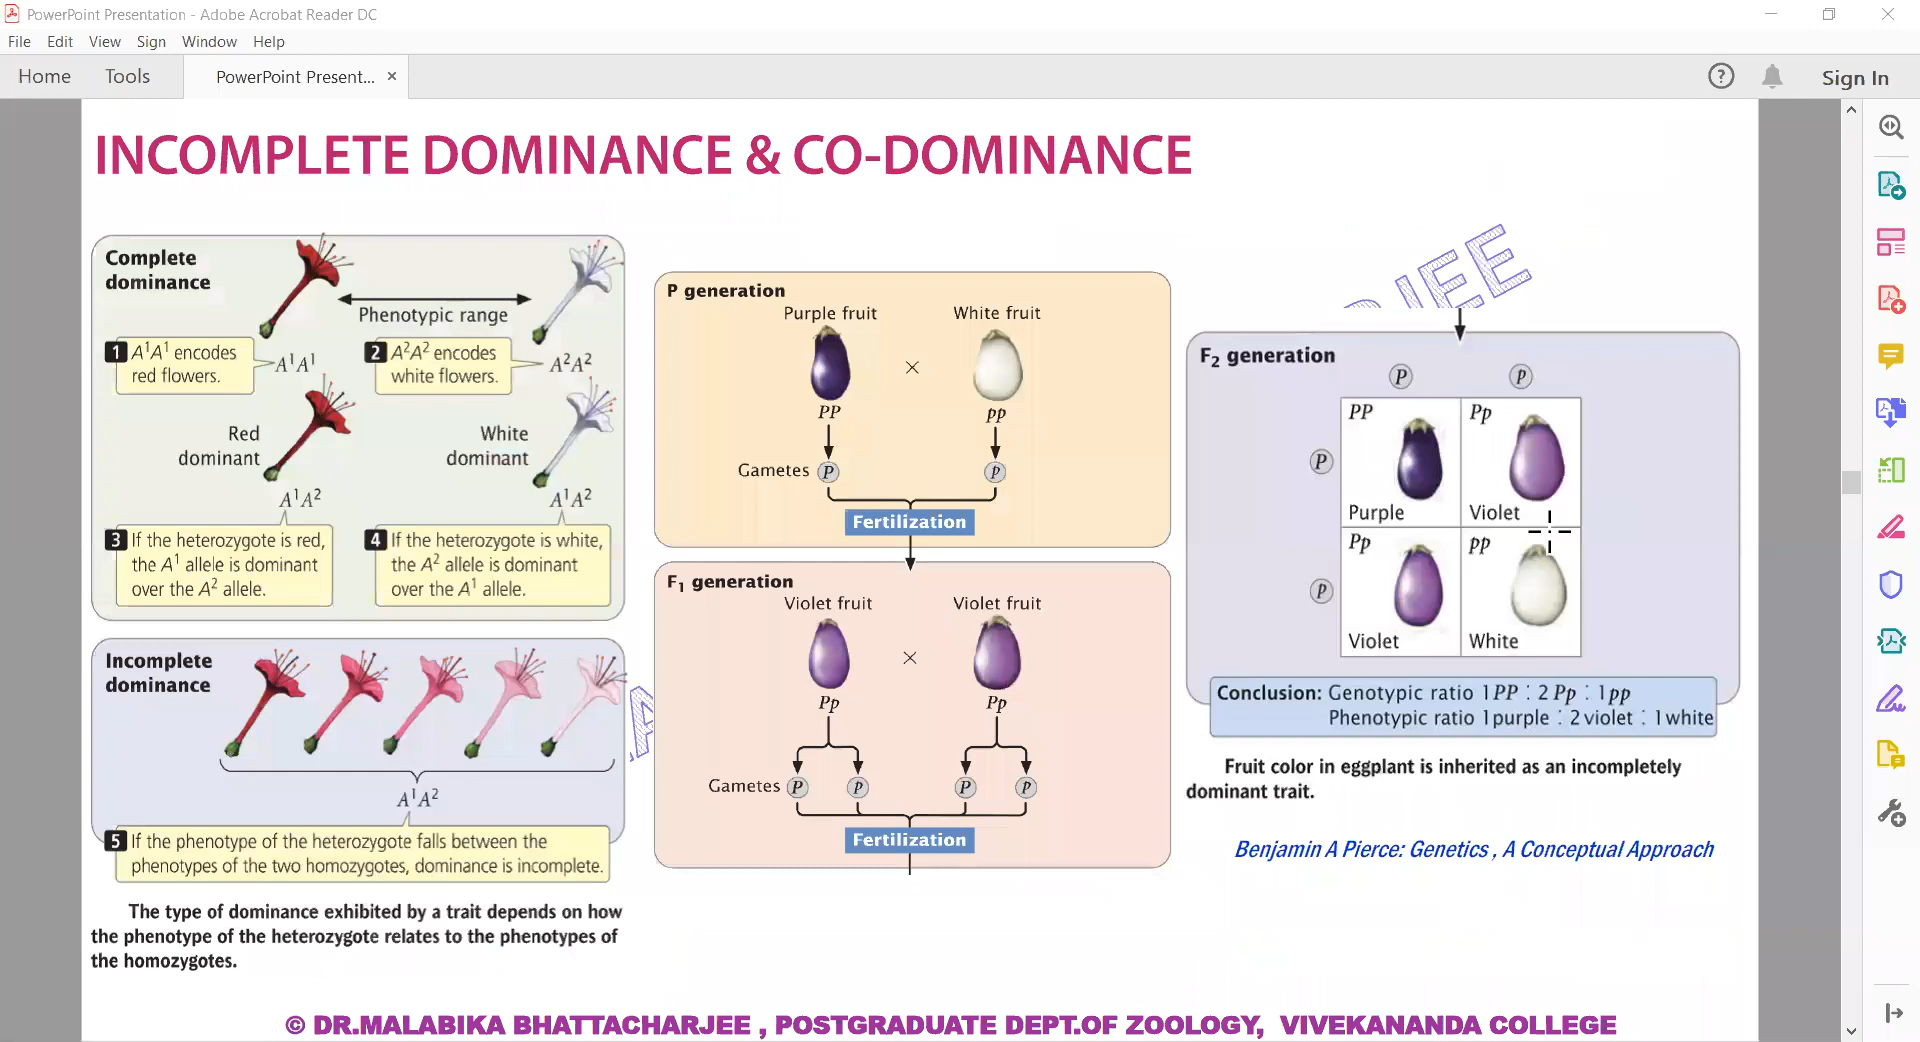 PowerPoint Presentation - Adobe Acrobat Reader DC
File Edit View Sign Window Help
Home Tools PowerPoint Present... × Sign In
INCOMPLETE DOMINANCE & CO-DOMINANCE
Complete
dominance
Phenotypic range
1 A¹A¹ encodes
red flowers.
A¹A¹
2 A²A² encodes
white flowers.
A²A²
Red
dominant
White
dominant
A¹A²
A¹A²
3 If the heterozygote is red,
the A¹ allele is dominant
over the A² allele.
4 If the heterozygote is white,
the A² allele is dominant
over the A¹ allele.
Incomplete
dominance
A¹A²
5 If the phenotype of the heterozygote falls between the
phenotypes of the two homozygotes, dominance is incomplete.
The type of dominance exhibited by a trait depends on how
the phenotype of the heterozygote relates to the phenotypes of
the homozygotes.
P generation
Purple fruit White fruit
×
PP pp
Gametes P p
Fertilization
F₁ generation
Violet fruit Violet fruit
×
Pp Pp
Gametes P p P p
Fertilization
F₂ generation
P p
PP Pp
P
Purple Violet
Pp pp
p
Violet White
Conclusion: Genotypic ratio 1PP : 2 Pp : 1pp
Phenotypic ratio 1purple : 2violet : 1white
Fruit color in eggplant is inherited as an incompletely
dominant trait.
Benjamin A Pierce: Genetics , A Conceptual Approach
© DR.MALABIKA BHATTACHARJEE , POSTGRADUATE DEPT.OF ZOOLOGY, VIVEKANANDA COLLEGE